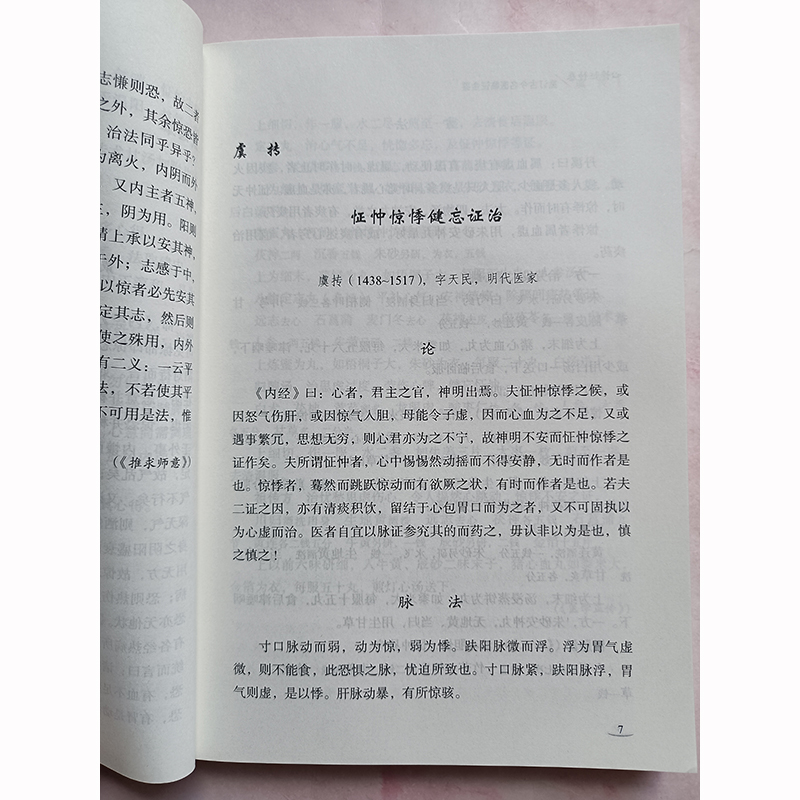 志慊则恐，故二者
之外，其余惊恐者
，治法同乎异乎？
为离火，内阴而外
。又内主者五神，
，阴为用。阳则
情上承以安其神，
于外；志感于中，
以惊者必先安其
定其志，然后则
使之殊用，内外
有二义：一云平
法，不若使其平
不可用是法，惟
（《推求师意》）
虞抟
怔忡惊悸健忘证治
虞抟（1438~1517），字天民，明代医家
论
《内经》曰：心者，君主之官，神明出焉。夫怔忡惊悸之候，或
因怒气伤肝，或因惊气入胆，母能令子虚，因而心血为之不足，又或
遇事繁冗，思想无穷，则心君亦为之不宁，故神明不安而怔忡惊悸之
证作矣。夫所谓怔忡者，心中惕惕然动摇而不得安静，无时而作者是
也。惊悸者，蓦然而跳跃惊动而有欲厥之状，有时而作者是也。若夫
二证之因，亦有清痰积饮，留结于心包胃口而为之者，又不可固执以
为心虚而治。医者自宜以脉证参究其的而药之，毋认非以为是也，慎
之慎之！
脉 法
寸口脉动而弱，动为惊，弱为悸。趺阳脉微而浮。浮为胃气虚
微，则不能食，此恐惧之脉，忧迫所致也。寸口脉紧，趺阳脉浮，胃
气则虚，是以悸。肝脉动暴，有所惊骇。
7